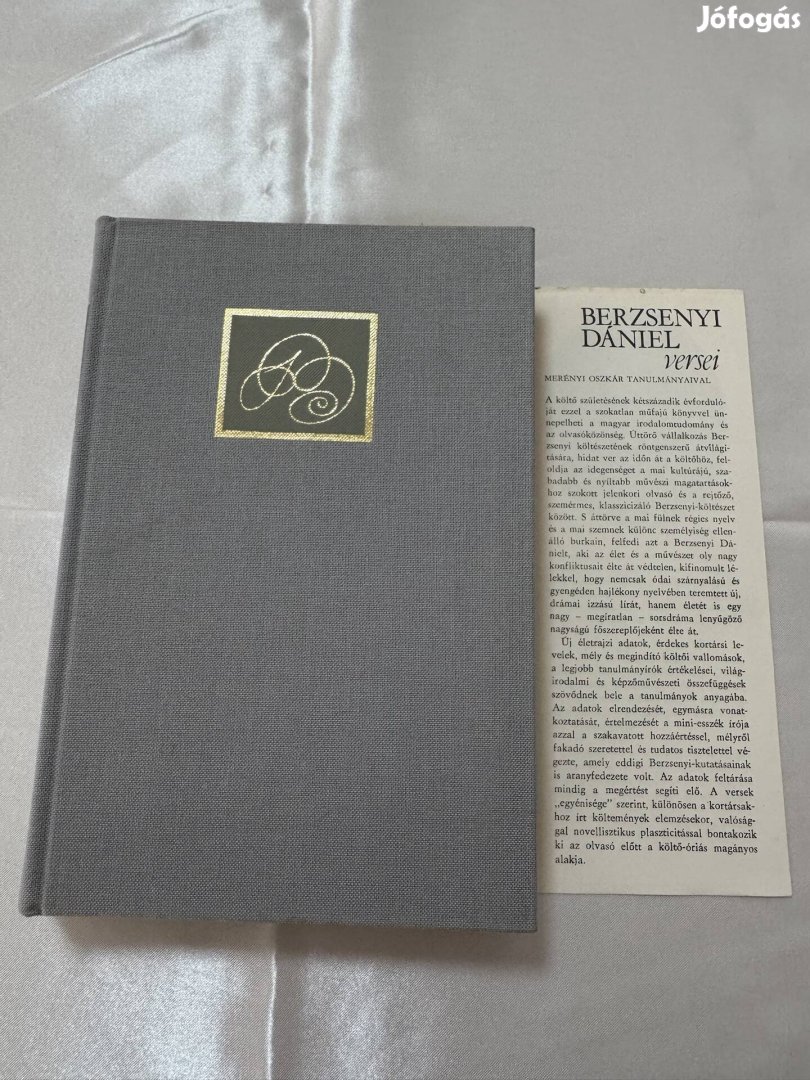 Jófogás
BERZSENYI
DÁNIEL
versei
MERÉNYI OSZKÁR TANULMÁNYAIVAL
A költő születésének kétszázadik évforduló-
ját ezzel a szokatlan műfajú könyvvel ün-
nepelheti a magyar irodalomtudomány és
az olvasóközönség. Úttörő vállalkozás Ber-
zsenyi költészetének röntgenszerű átvilágí-
tására, hidat ver az időn át a költőhöz, fel-
oldja az idegenséget a mai kultúrájú, sza-
badabb és nyíltabb művészi magatartások-
hoz szokott jelenkori olvasó és a rejtőző,
szemérmes, klasszicizáló Berzsenyi-költészet
között. S áttörve a mai fülnek régies nyelv
és a mai szemnek különc személyiség ellen-
álló burkain, felfedi azt a Berzsenyi Dá-
nielt, aki az élet és a művészet oly nagy
konfliktusait élte át védtelen, kifinomult lé-
lekkel, hogy nemcsak ódai szárnyalású és
gyengéden hajlékony nyelvében teremtett új,
drámai izzású lírát, hanem életét is egy
nagy – megíratlan – sorsdráma lenyűgöző
nagyságú főszereplőjeként élte át.
Új életrajzi adatok, érdekes kortársi le-
velek, mély és megindító költői vallomások,
a legjobb tanulmányírók értékelései, világ-
irodalmi és képzőművészeti összefüggések
szövődnek bele a tanulmányok anyagába.
Az adatok elrendezését, egymásra vonat-
koztatását, értelmezését a mini-esszék írója
azzal a szakavatott hozzáértéssel, mélyről
fakadó szeretettel és tudatos tisztelettel vé-
gezte, amely eddigi Berzsenyi-kutatásainak
is aranyfedezete volt. Az adatok feltárása
mindig a megértést segíti elő. A versek
„egyénisége” szerint, különösen a kortársak-
hoz írt költemények elemzésekor, valóság-
gal novellisztikus plaszticitással bontakozik
ki az olvasó előtt a költő-óriás magányos
alakja.